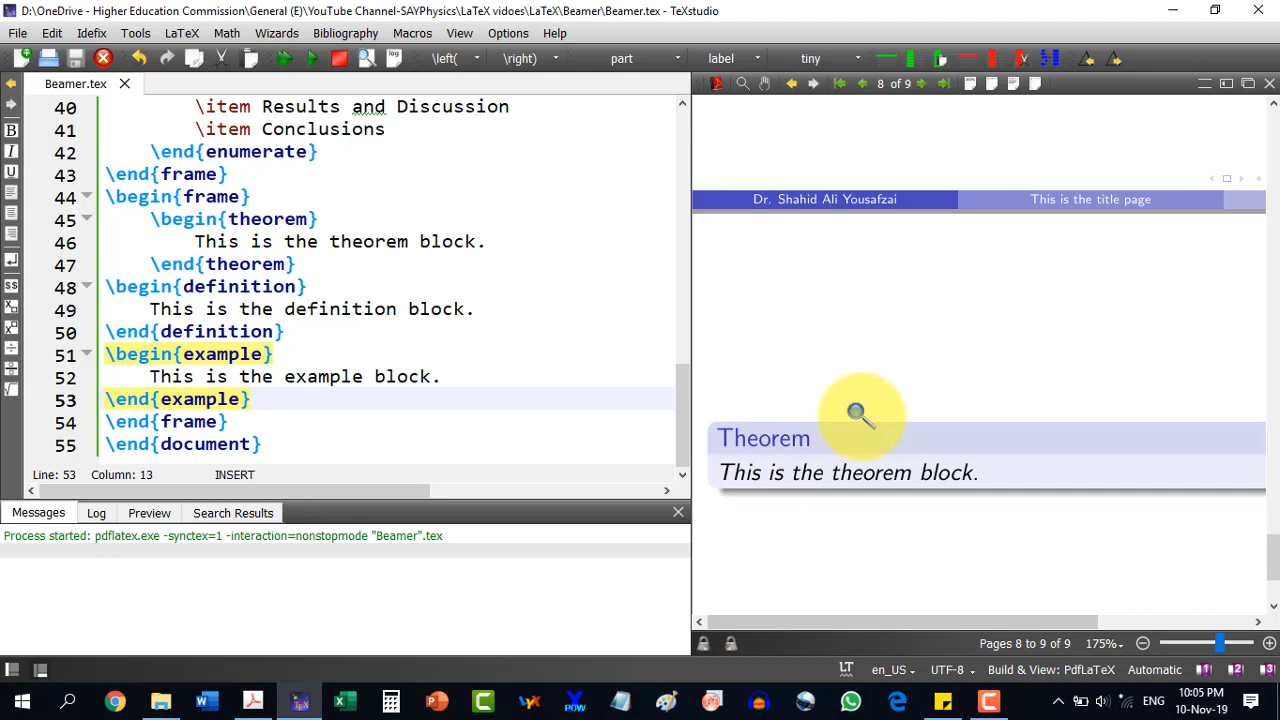 D:\OneDrive - Higher Education Commission\General (E)\YouTube Channel-SAYPhysics\LaTeX vidoes\LaTeX\Beamer\Beamer.tex - TeXstudio
File Edit Idefix Tools LaTeX Math Wizards Bibliography Macros View Options Help
\left( \right) part label tiny
Beamer.tex
8 of 9
40 \item Results and Discussion
41 \item Conclusions
42 \end{enumerate}
43 \end{frame}
44 \begin{frame}
45 \begin{theorem}
46 This is the theorem block.
47 \end{theorem}
48 \begin{definition}
49 This is the definition block.
50 \end{definition}
51 \begin{example}
52 This is the example block.
53 \end{example}
54 \end{frame}
55 \end{document}
Dr. Shahid Ali Yousafzai This is the title page
Theorem
This is the theorem block.
Line: 53 Column: 13 INSERT
Messages Log Preview Search Results
Process started: pdflatex.exe -synctex=1 -interaction=nonstopmode "Beamer".tex
Pages 8 to 9 of 9 175%
LT en_US UTF-8 Build & View: PdfLaTeX Automatic 1 2 3
ENG
10:05 PM
10-Nov-19